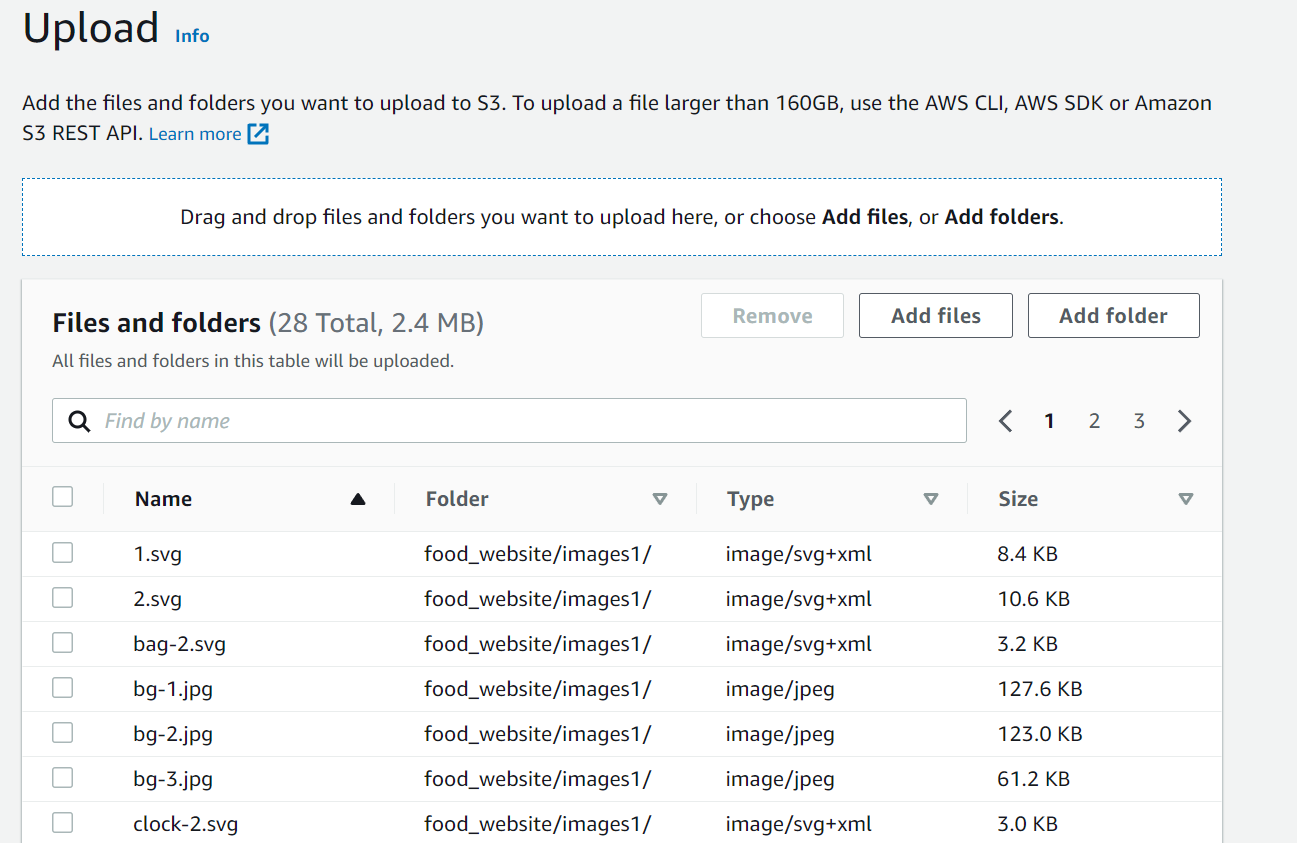 Upload Info
Add the files and folders you want to upload to S3. To upload a file larger than 160GB, use the AWS CLI, AWS SDK or Amazon
S3 REST API. Learn more
Drag and drop files and folders you want to upload here, or choose Add files, or Add folders.
Files and folders (28 Total, 2.4 MB) Remove Add files Add folder
All files and folders in this table will be uploaded.
Find by name 1 2 3
Name Folder Type Size
1.svg food_website/images1/ image/svg+xml 8.4 KB
2.svg food_website/images1/ image/svg+xml 10.6 KB
bag-2.svg food_website/images1/ image/svg+xml 3.2 KB
bg-1.jpg food_website/images1/ image/jpeg 127.6 KB
bg-2.jpg food_website/images1/ image/jpeg 123.0 KB
bg-3.jpg food_website/images1/ image/jpeg 61.2 KB
clock-2.svg food_website/images1/ image/svg+xml 3.0 KB